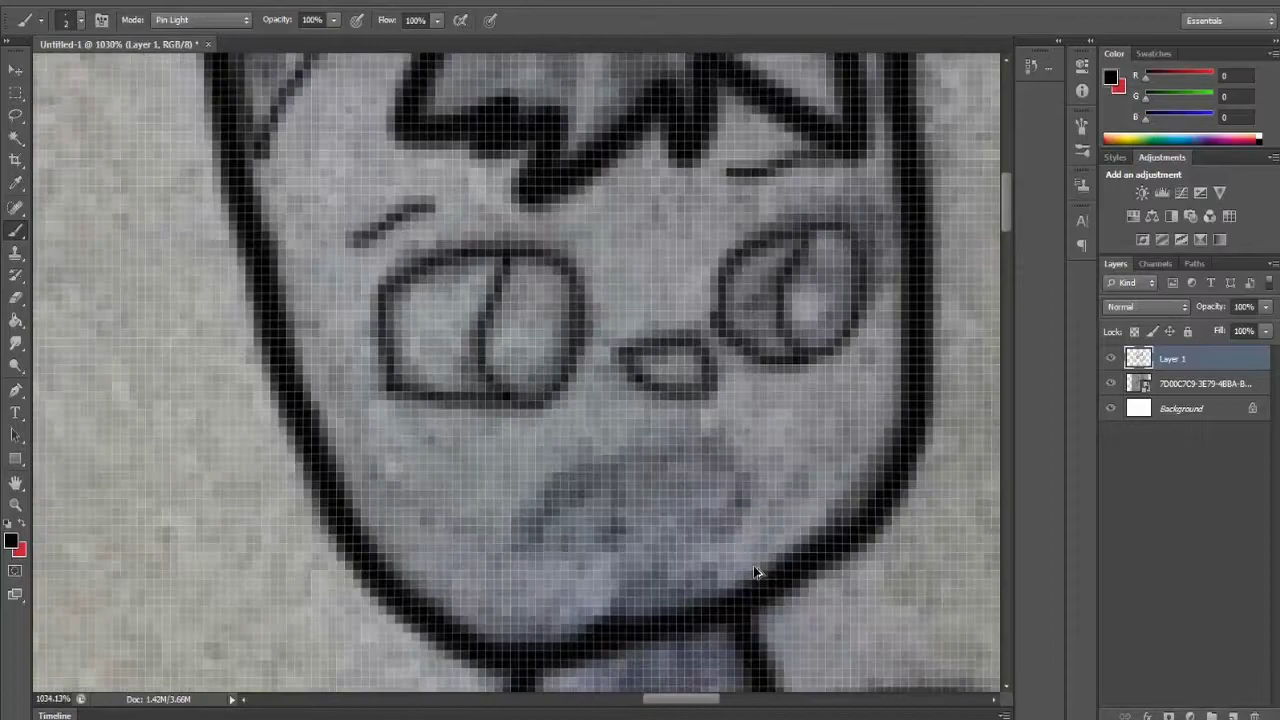 2 Mode: Pin Light Opacity: 100% Flow: 100% Essentials
Untitled-1 @ 1030% (Layer 1, RGB/8) * ×
Color Swatches
R 0
G 0
B 0
Styles Adjustments
Add an adjustment
Layers Channels Paths
Kind
Normal Opacity: 100%
Lock: Fill: 100%
Layer 1
7D00C7C9-3E79-4BBA-B...
Background
1034.13% Doc: 1.42M/3.66M
Timeline